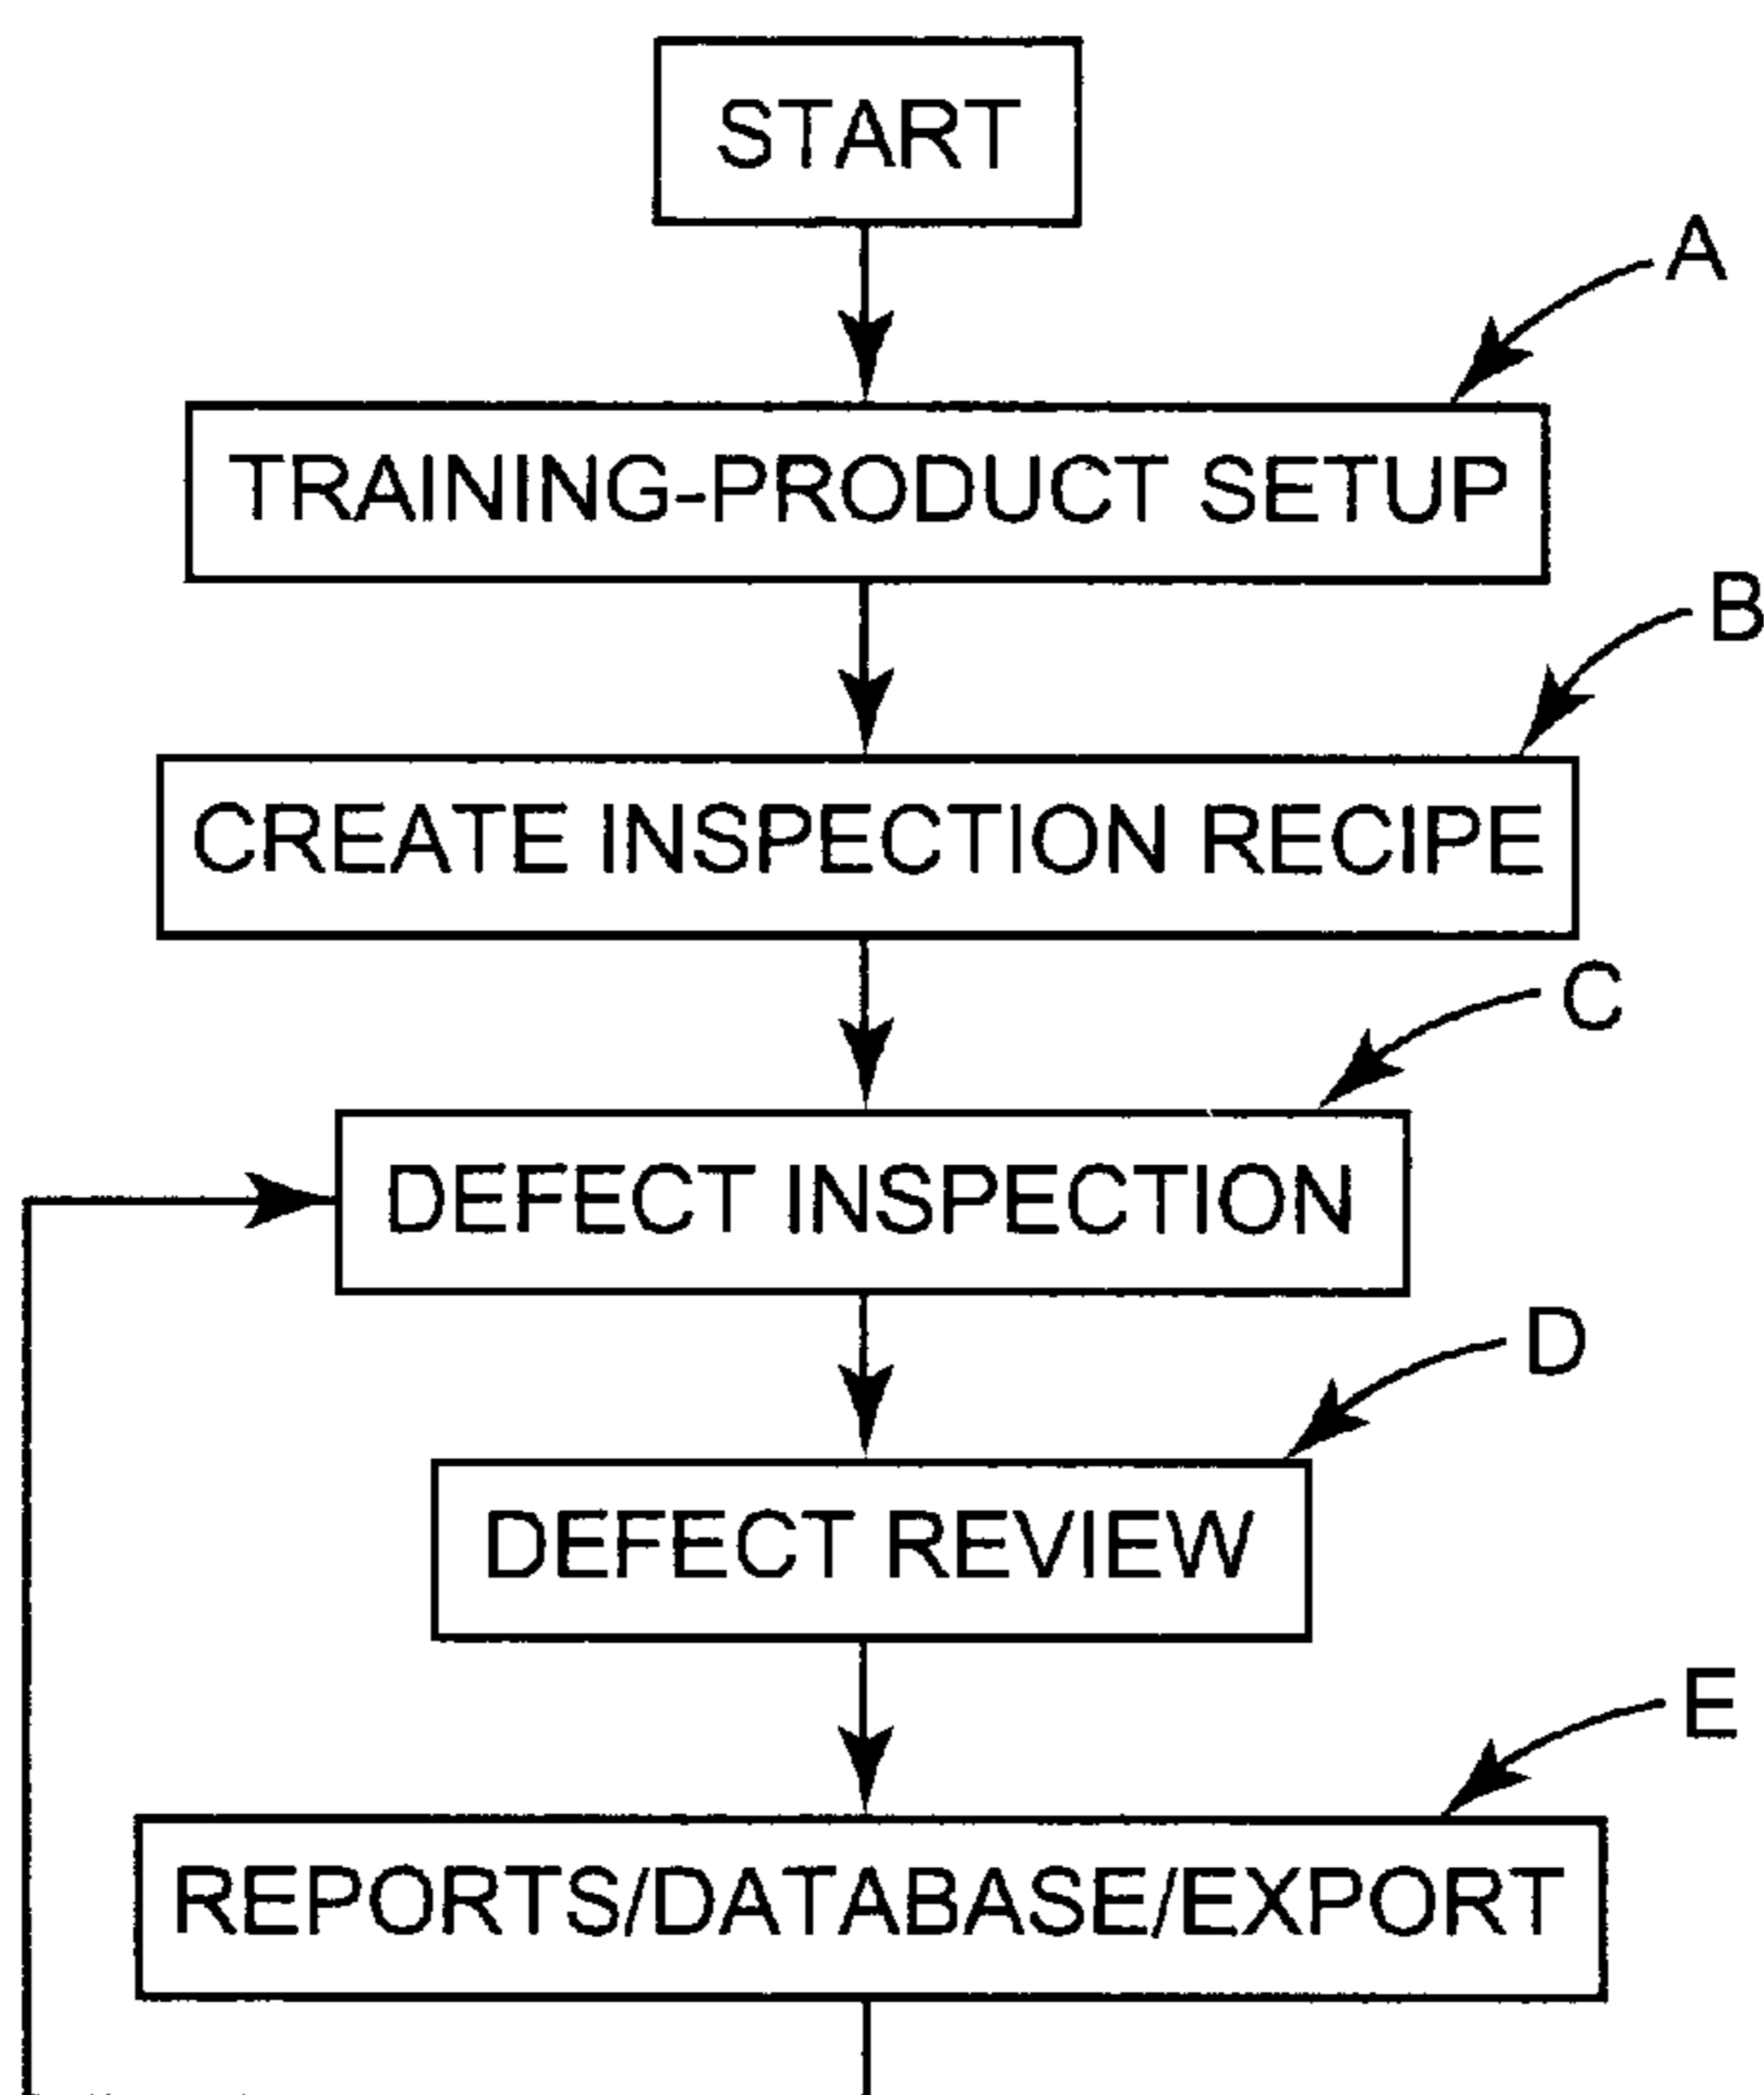 START
A
TRAINING-PRODUCT SETUP
B
CREATE INSPECTION RECIPE
C
DEFECT INSPECTION
D
DEFECT REVIEW
E
REPORTS/DATABASE/EXPORT